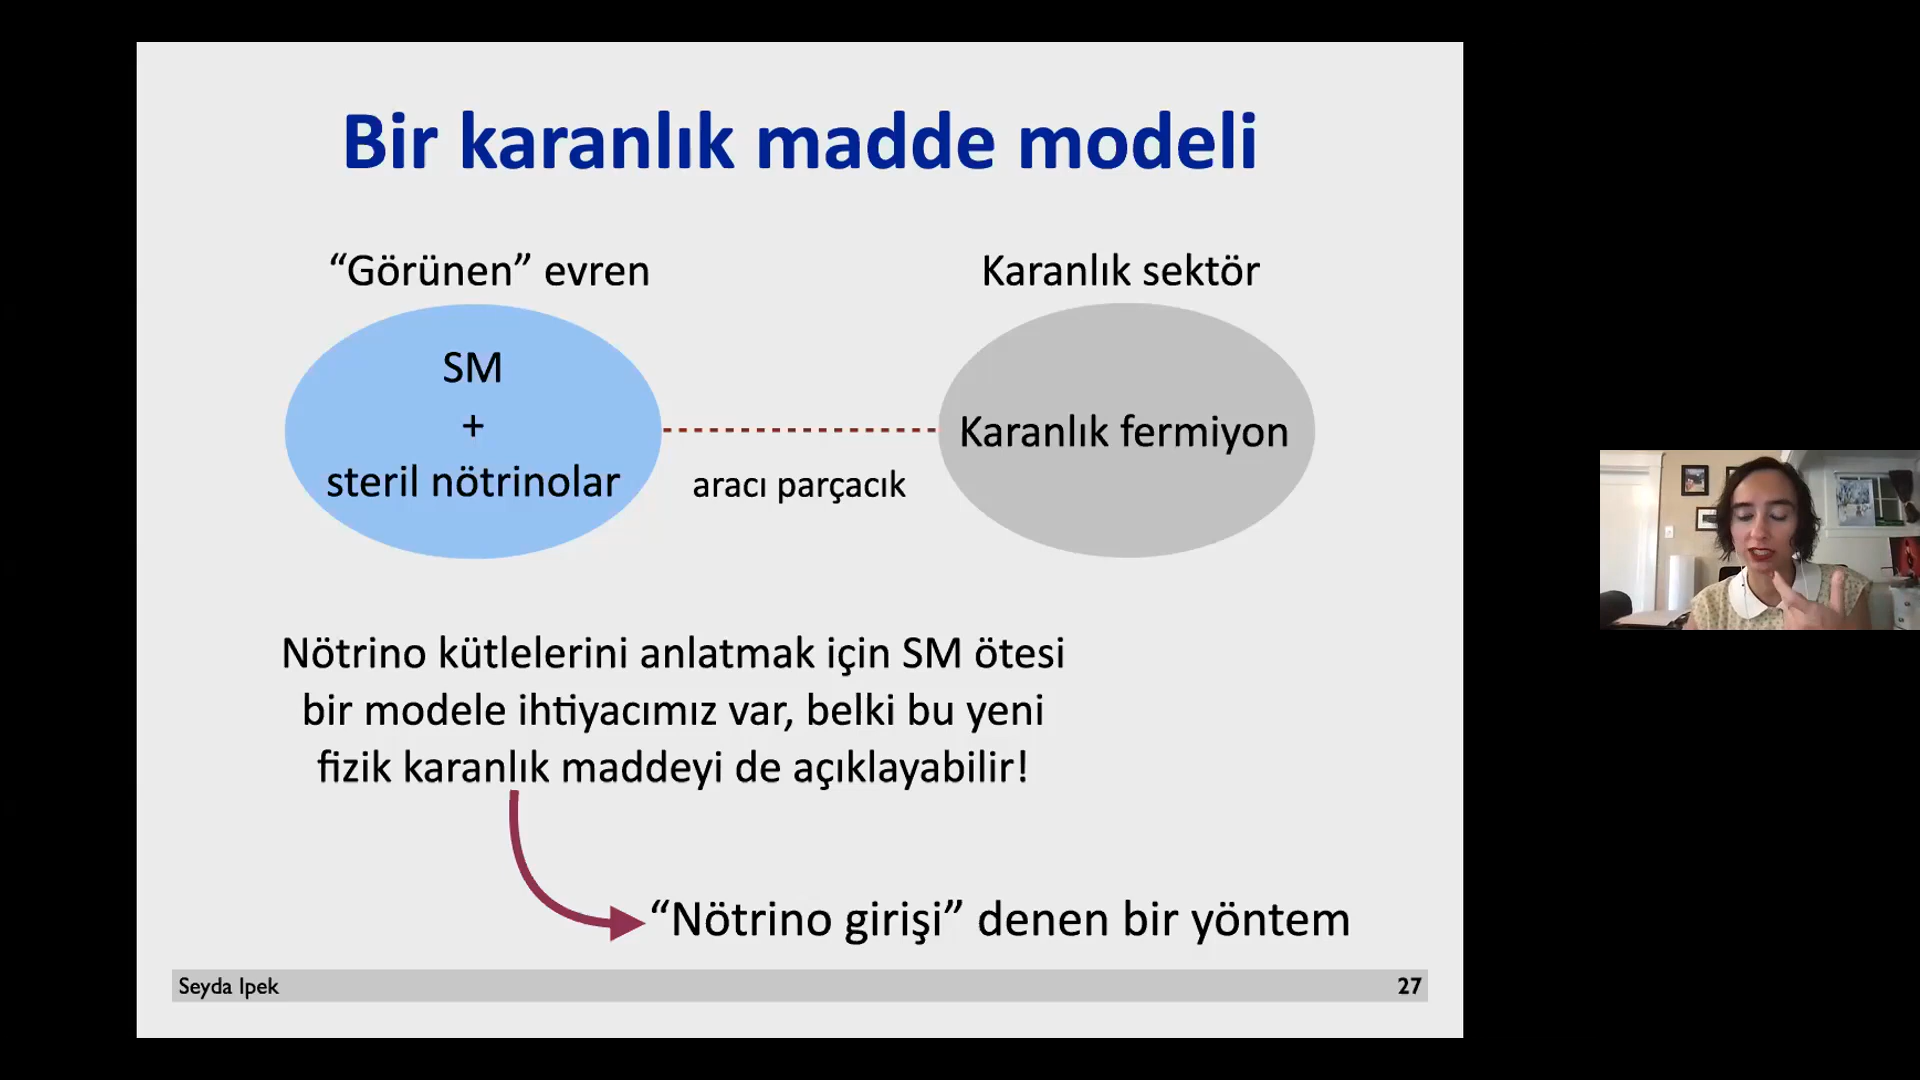 Bir karanlık madde modeli
“Görünen” evren
Karanlık sektör
SM
+
steril nötrinolar
aracı parçacık
Karanlık fermiyon
Nötrino kütlelerini anlatmak için SM ötesi
bir modele ihtiyacımız var, belki bu yeni
fizik karanlık maddeyi de açıklayabilir!
“Nötrino girişi” denen bir yöntem
Seyda Ipek
27